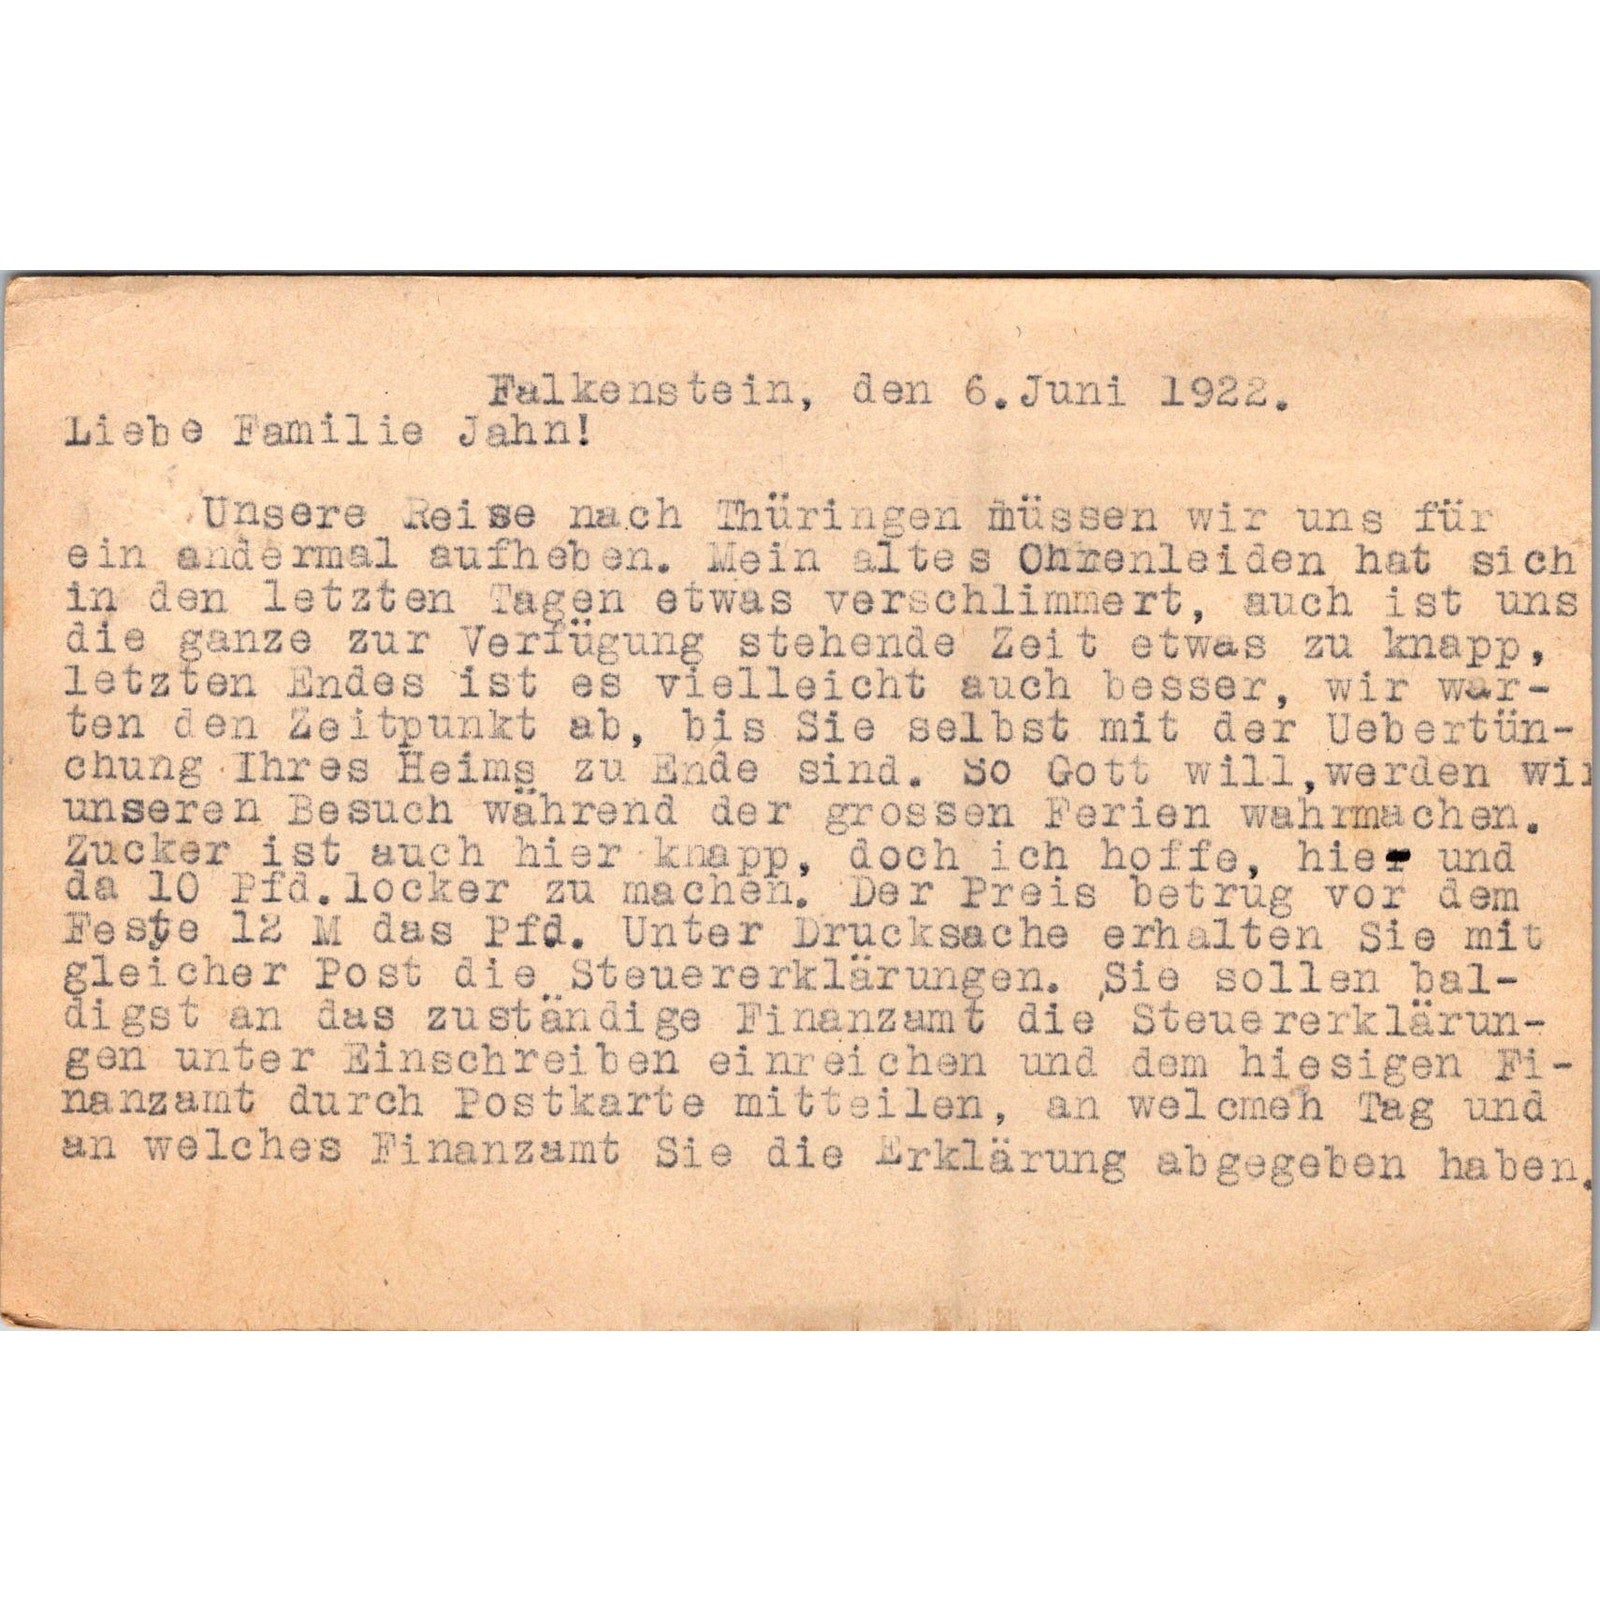 Falkenstein, den 6.Juni 1922.
Liebe Familie Jahn!
Unsere Reise nach Thüringen müssen wir uns für
ein andermal aufheben. Mein altes Ohrenleiden hat sich
in den letzten Tagen etwas verschlimmert, auch ist uns
die ganze zur Verfügung stehende Zeit etwas zu knapp,
letzten Endes ist es vielleicht auch besser, wir war-
ten den Zeitpunkt ab, bis Sie selbst mit der Uebertün-
chung Ihres Heims zu Ende sind. So Gott will,werden wir
unseren Besuch während der grossen Ferien wahrmachen.
Zucker ist auch hier knapp, doch ich hoffe, hier und
da 10 Pfd.locker zu machen. Der Preis betrug vor dem
Feste 12 M das Pfd. Unter Drucksache erhalten Sie mit
gleicher Post die Steuererklärungen. Sie sollen bal-
digst an das zuständige Finanzamt die Steuererklärun-
gen unter Einschreiben einreichen und dem hiesigen Fi-
nanzamt durch Postkarte mitteilen, an welcmeh Tag und
an welches Finanzamt Sie die Erklärung abgegeben haben.